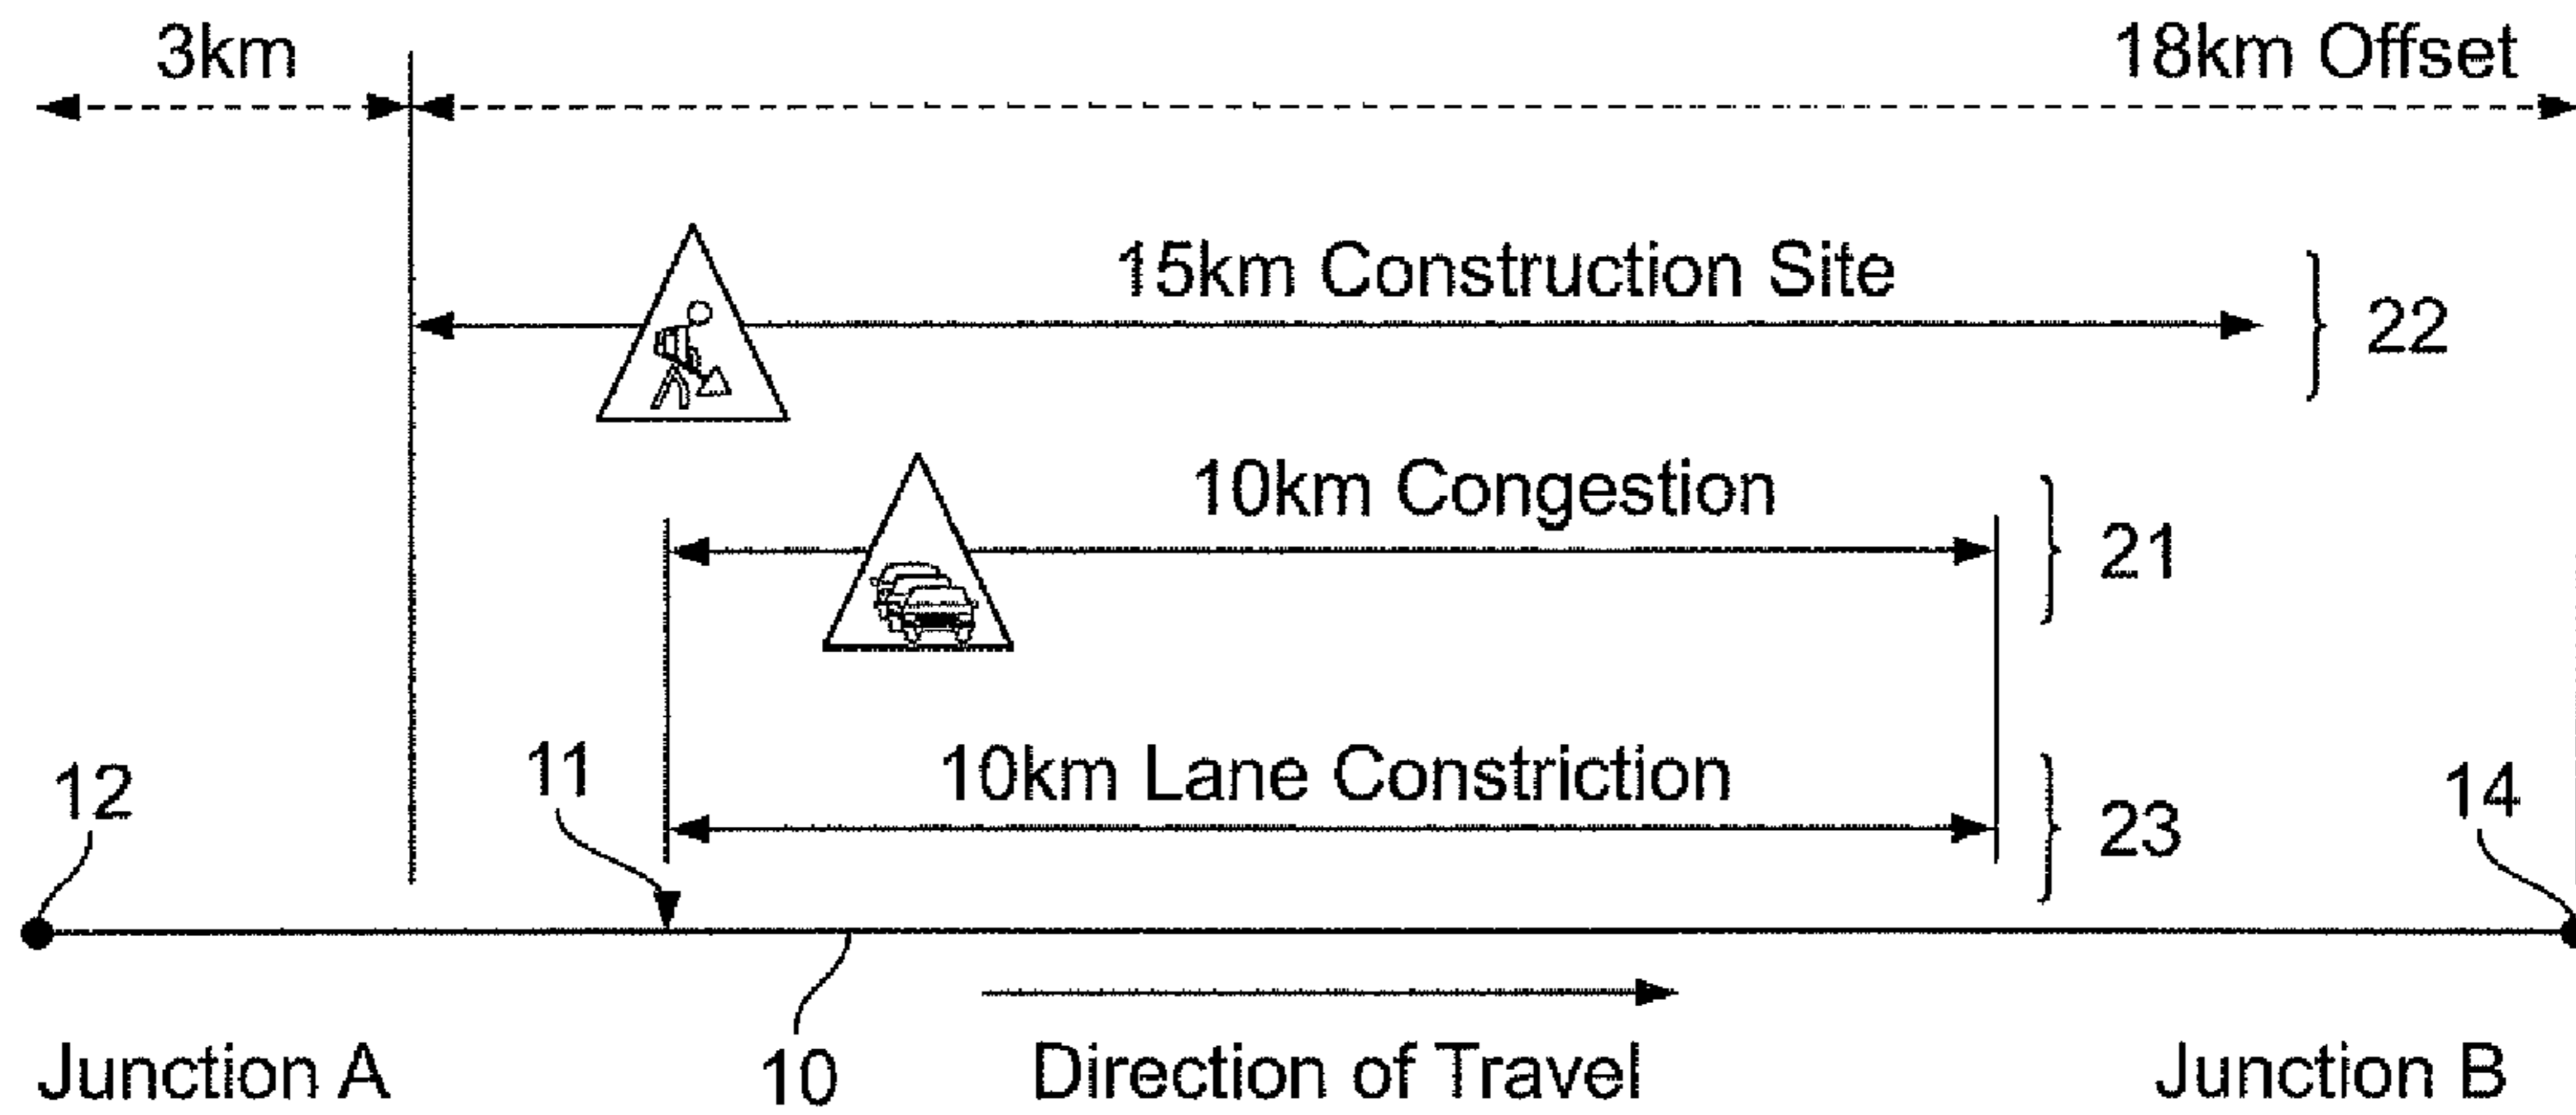 3km
18km Offset
15km Construction Site
22
10km Congestion
21
11
10km Lane Constriction
12
14
23
Junction A
10
Direction of Travel
Junction B